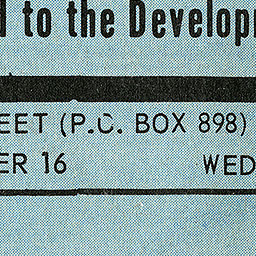 to the Develop
EET (P.C. BOX 898)
ER 16 WED